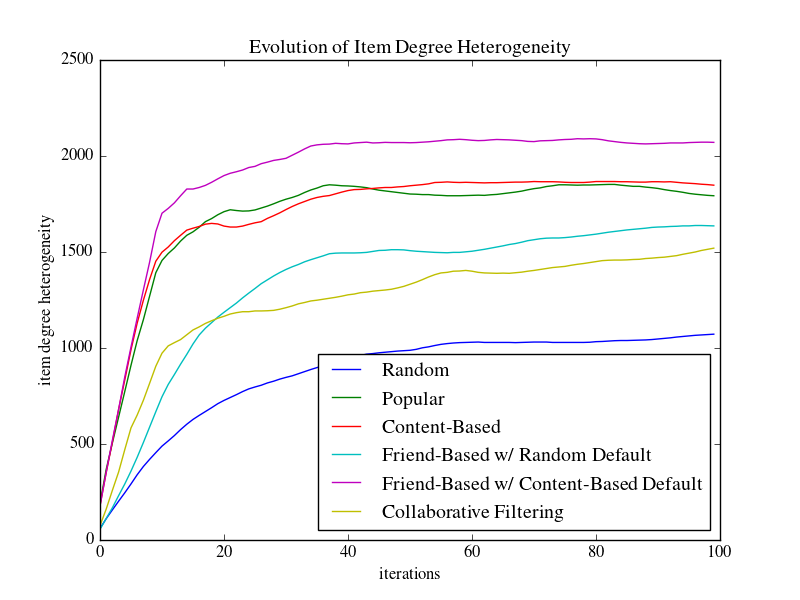 Evolution of Item Degree Heterogeneity
2500
2000
1500
1000
500
0
item degree heterogeneity
Random
Popular
Content-Based
Friend-Based w/ Random Default
Friend-Based w/ Content-Based Default
Collaborative Filtering
0 20 40 60 80 100
iterations